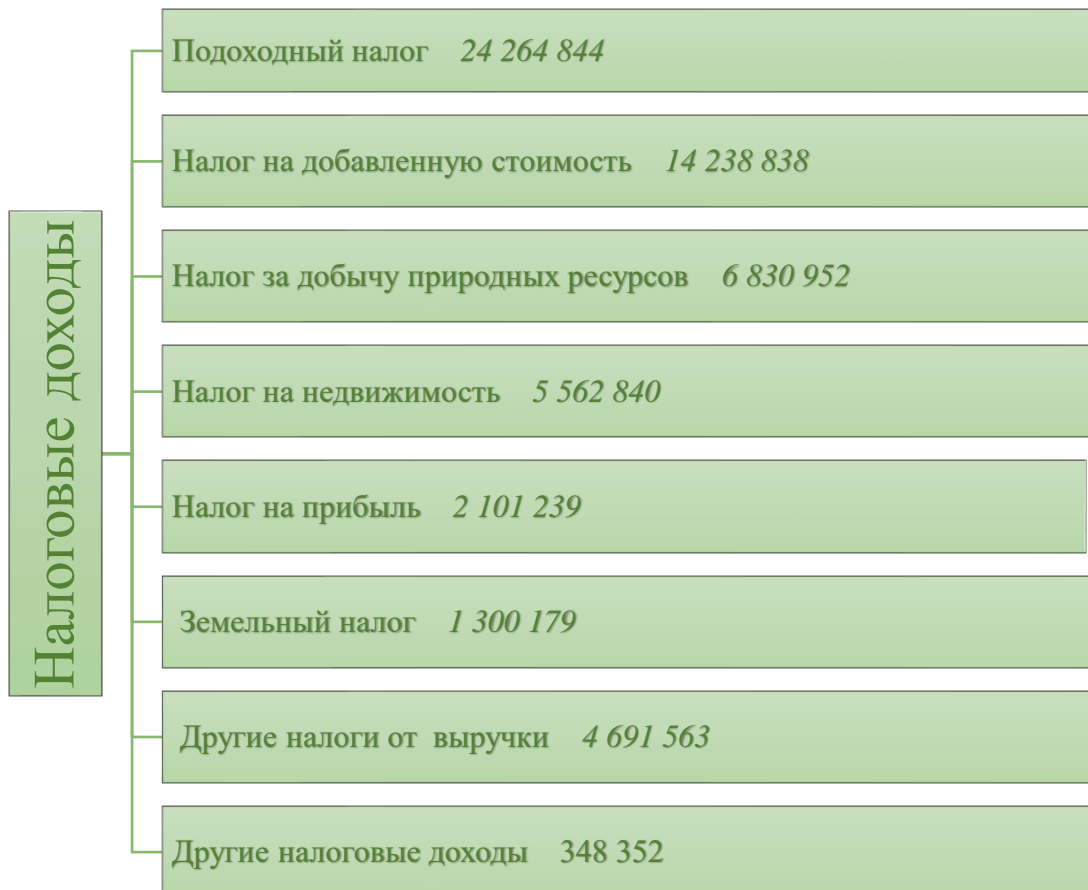 Налоговые доходы
Подоходный налог 24 264 844
Налог на добавленную стоимость 14 238 838
Налог за добычу природных ресурсов 6 830 952
Налог на недвижимость 5 562 840
Налог на прибыль 2 101 239
Земельный налог 1 300 179
Другие налоги от выручки 4 691 563
Другие налоговые доходы 348 352